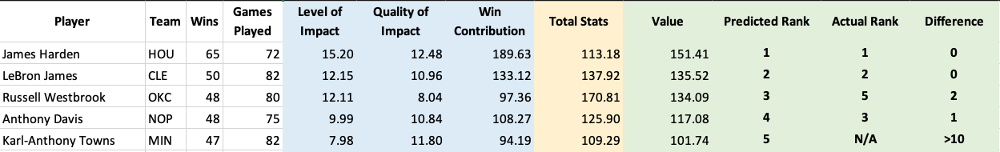 Player Team Wins Games Played Level of Impact Quality of Impact Win Contribution Total Stats Value Predicted Rank Actual Rank Difference
James Harden HOU 65 72 15.20 12.48 189.63 113.18 151.41 1 1 0
LeBron James CLE 50 82 12.15 10.96 133.12 137.92 135.52 2 2 0
Russell Westbrook OKC 48 80 12.11 8.04 97.36 170.81 134.09 3 5 2
Anthony Davis NOP 48 75 9.99 10.84 108.27 125.90 117.08 4 3 1
Karl-Anthony Towns MIN 47 82 7.98 11.80 94.19 109.29 101.74 5 N/A >10